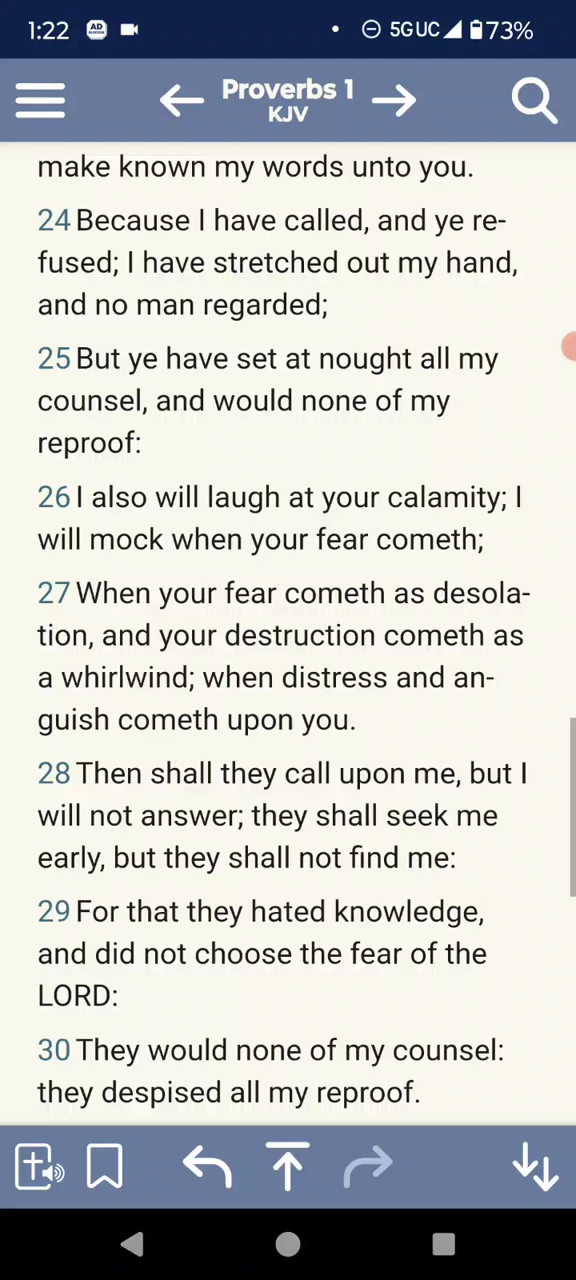 1:22 AD BLOCKER 5G UC 73%
Proverbs 1
KJV
make known my words unto you.
24 Because I have called, and ye re-
fused; I have stretched out my hand,
and no man regarded;
25 But ye have set at nought all my
counsel, and would none of my
reproof:
26 I also will laugh at your calamity; I
will mock when your fear cometh;
27 When your fear cometh as desola-
tion, and your destruction cometh as
a whirlwind; when distress and an-
guish cometh upon you.
28 Then shall they call upon me, but I
will not answer; they shall seek me
early, but they shall not find me:
29 For that they hated knowledge,
and did not choose the fear of the
LORD:
30 They would none of my counsel:
they despised all my reproof.